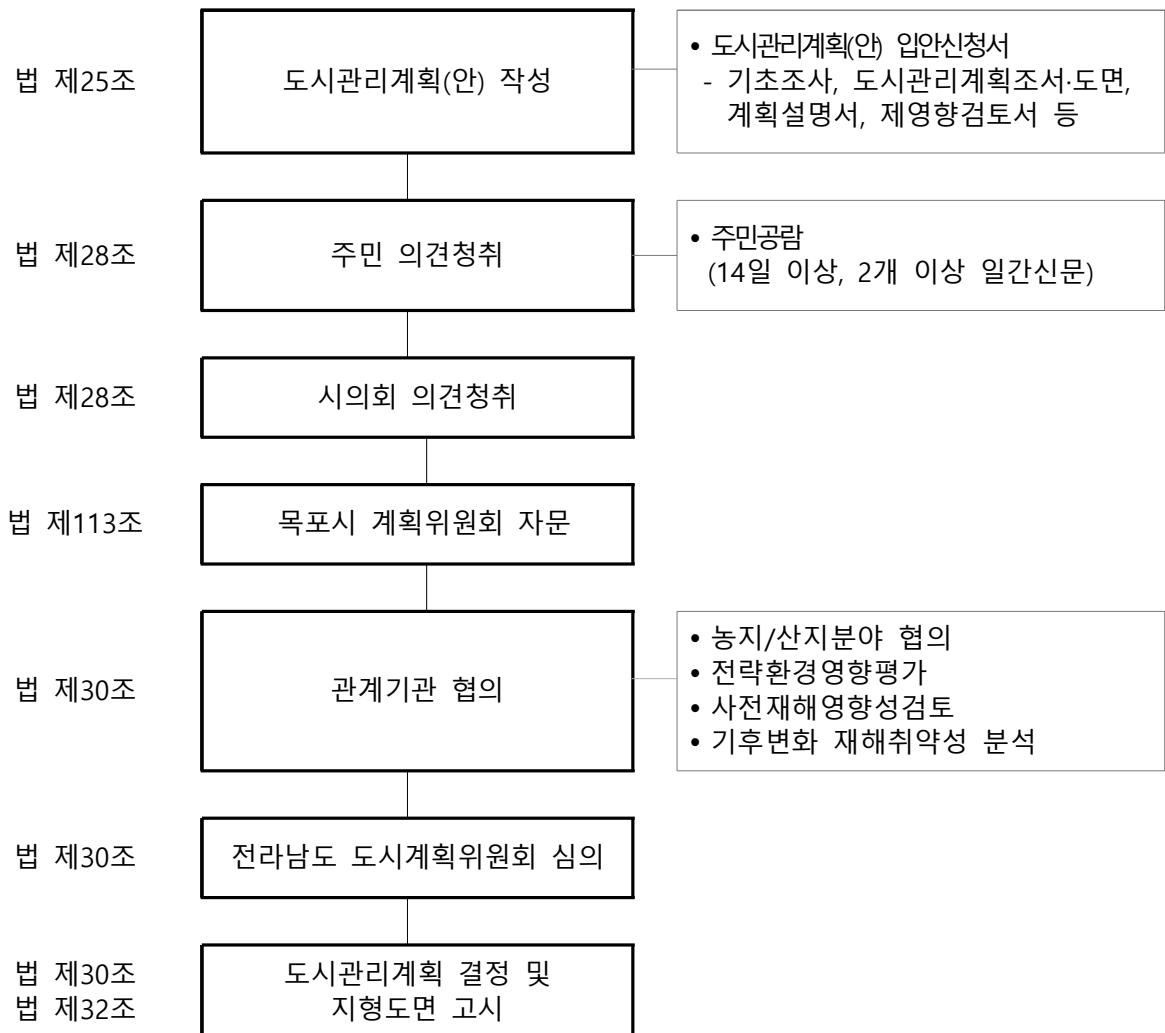 법 제25조
도시관리계획(안) 작성
• 도시관리계획(안) 입안신청서
- 기초조사, 도시관리계획조서·도면,
계획설명서, 제영향검토서 등
법 제28조
주민 의견청취
• 주민공람
(14일 이상, 2개 이상 일간신문)
법 제28조
시의회 의견청취
법 제113조
목포시 계획위원회 자문
법 제30조
관계기관 협의
• 농지/산지분야 협의
• 전략환경영향평가
• 사전재해영향성검토
• 기후변화 재해취약성 분석
법 제30조
전라남도 도시계획위원회 심의
법 제30조
법 제32조
도시관리계획 결정 및
지형도면 고시